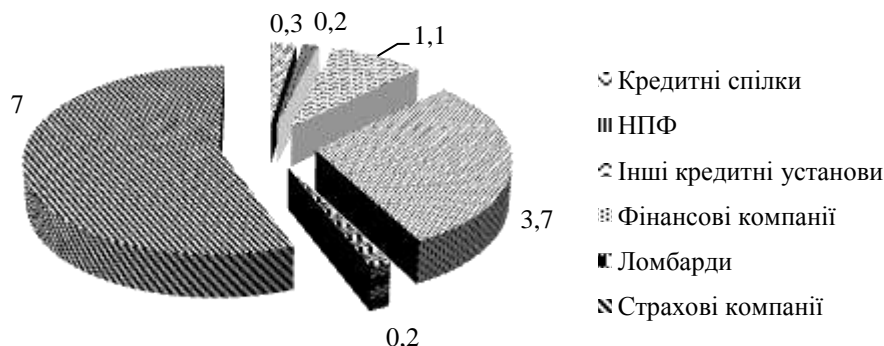 0,3
0,2
1,1
7
3,7
0,2
Кредитні спілки
НПФ
Інші кредитні установи
Фінансові компанії
Ломбарди
Страхові компанії